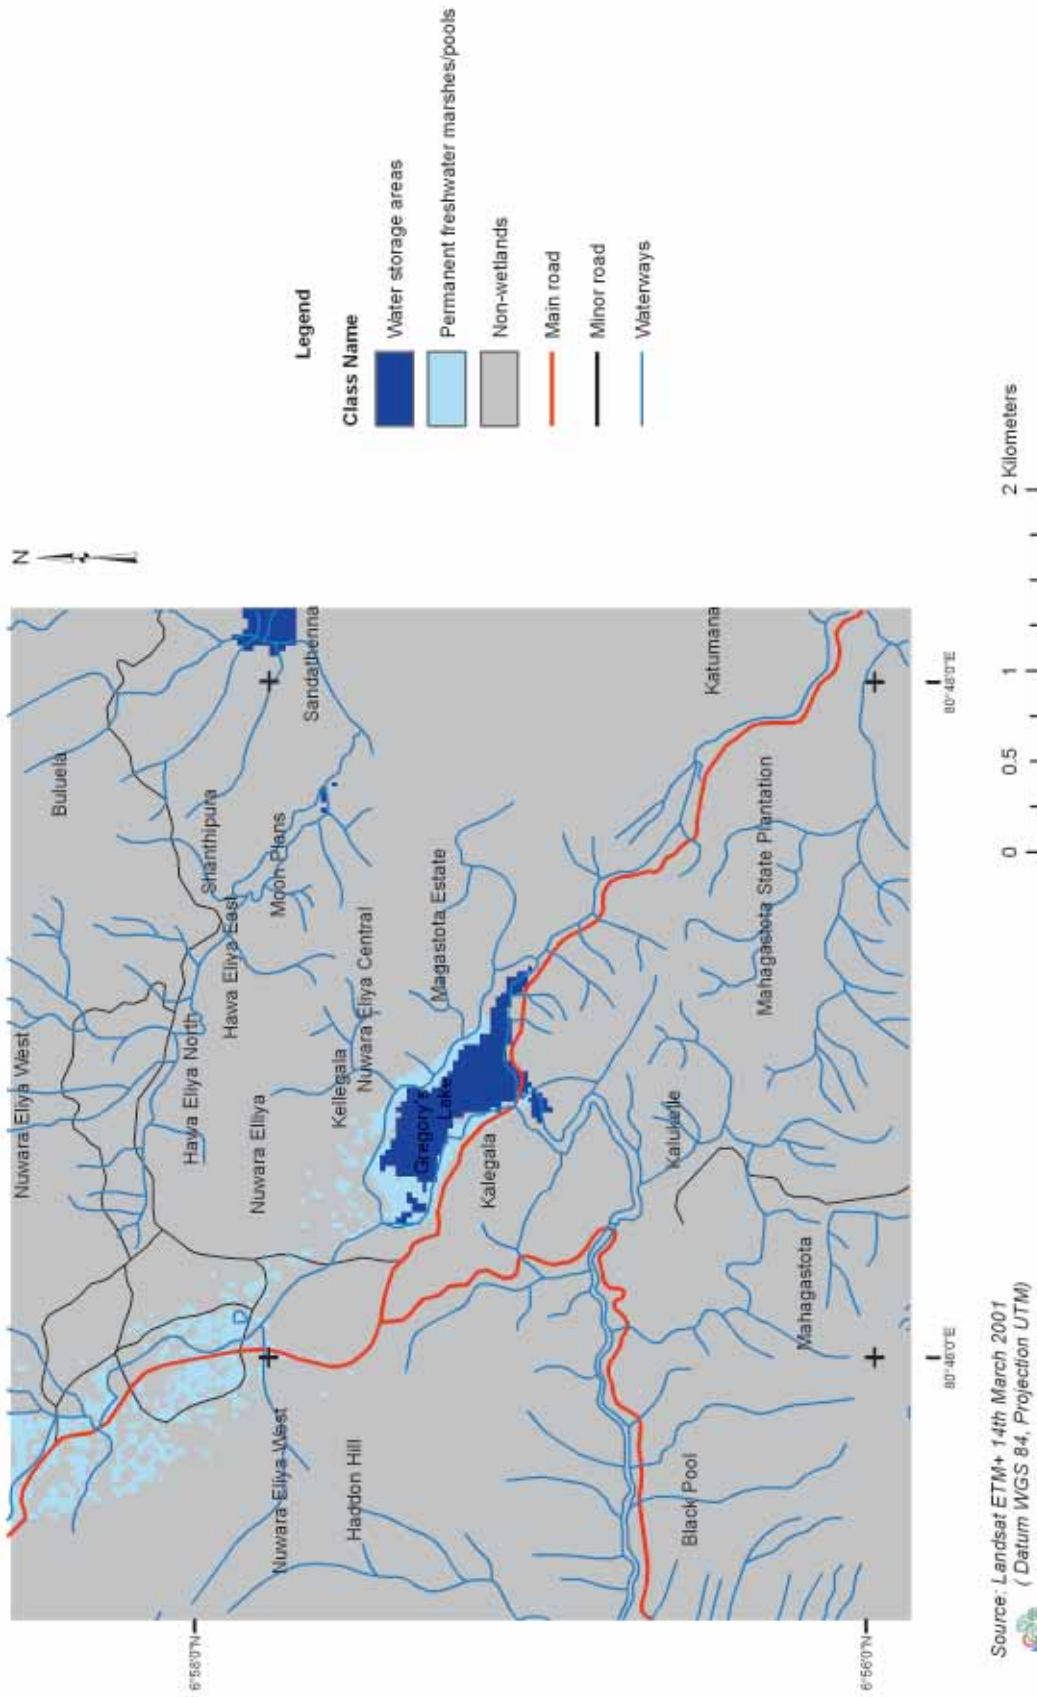 N
Nuwara Eliya West
Buluela
Hawa Eliya North
Shanthipura
Hawa Eliya East
Nuwara Elliya
Moon Plans
Sandathenna
Nuwara Eliya West
Kellegala
Nuwara Eliya Central
Haddon Hill
Gregory's
Lake
Magastota Estate
Kalegala
Kalukelle
Katumana
Black Pool
Mahagastota State Plantation
Mahagastota
6°58'0"N
6°56'0"N
80°46'0"E
80°48'0"E
Legend
Class Name
Water storage areas
Permanent freshwater marshes/pools
Non-wetlands
Main road
Minor road
Waterways
0 0.5 1 2 Kilometers
Source: Landsat ETM+ 14th March 2001
( Datum WGS 84, Projection UTM)